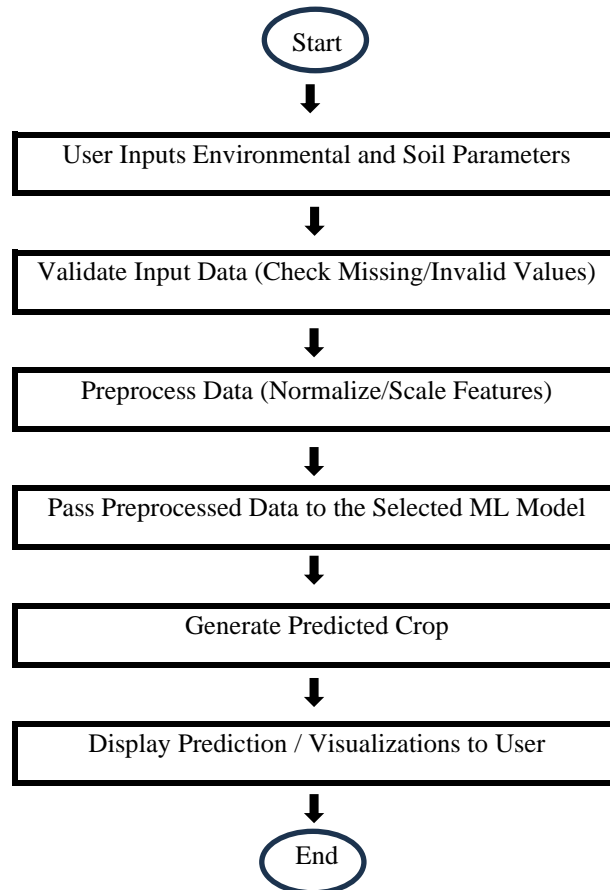 Start
User Inputs Environmental and Soil Parameters
Validate Input Data (Check Missing/Invalid Values)
Preprocess Data (Normalize/Scale Features)
Pass Preprocessed Data to the Selected ML Model
Generate Predicted Crop
Display Prediction / Visualizations to User
End